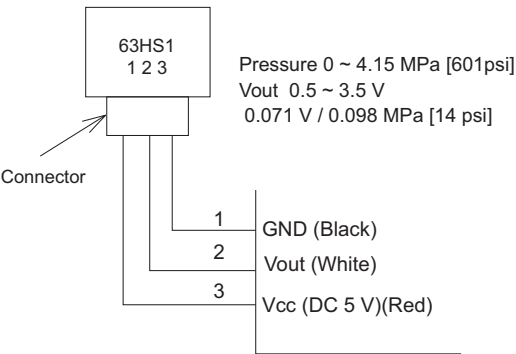 63HS1
1 2 3
Pressure 0 ~ 4.15 MPa [601psi]
Vout 0.5 ~ 3.5 V
0.071 V / 0.098 MPa [14 psi]
Connector
1
GND (Black)
2
Vout (White)
3
Vcc (DC 5 V)(Red)